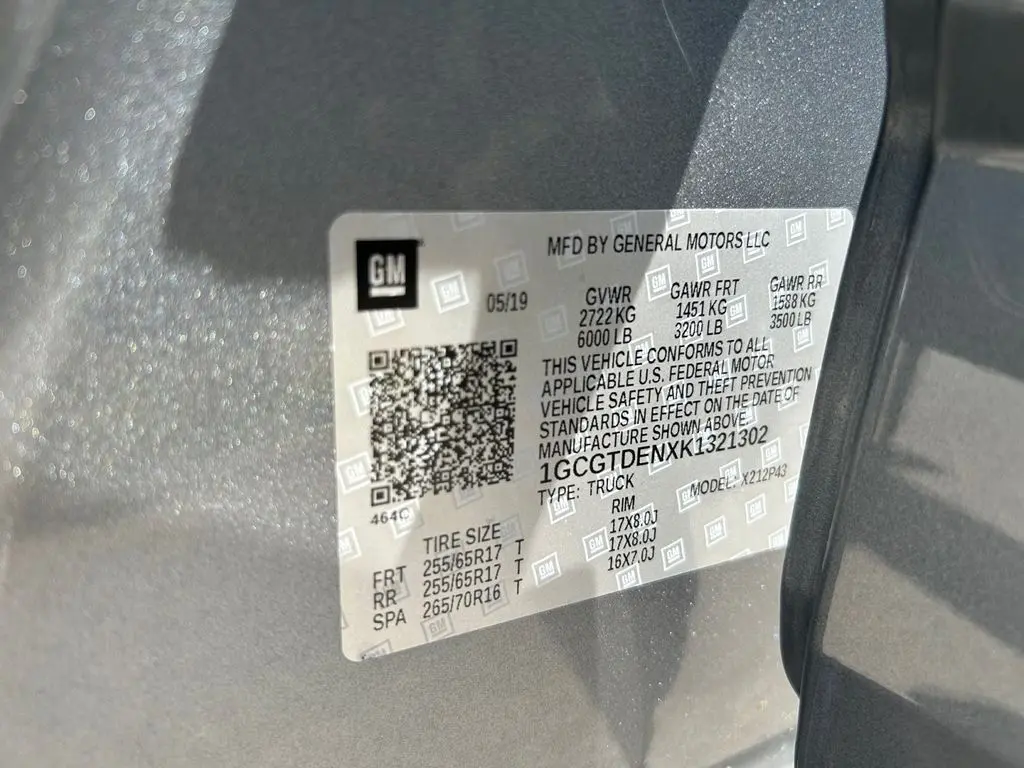 GM
MFD BY GENERAL MOTORS LLC
05/19
GVWR GAWR FRT GAWR RR
2722 KG 1451 KG 1588 KG
6000 LB 3200 LB 3500 LB
THIS VEHICLE CONFORMS TO ALL
APPLICABLE U.S. FEDERAL MOTOR
VEHICLE SAFETY AND THEFT PREVENTION
STANDARDS IN EFFECT ON THE DATE OF
MANUFACTURE SHOWN ABOVE.
1GCGTDENXK1321302
TYPE: TRUCK MODEL: X212P43
464C
TIRE SIZE RIM
FRT 255/65R17 T 17X8.0J
RR 255/65R17 T 17X8.0J
SPA 265/70R16 T 16X7.0J